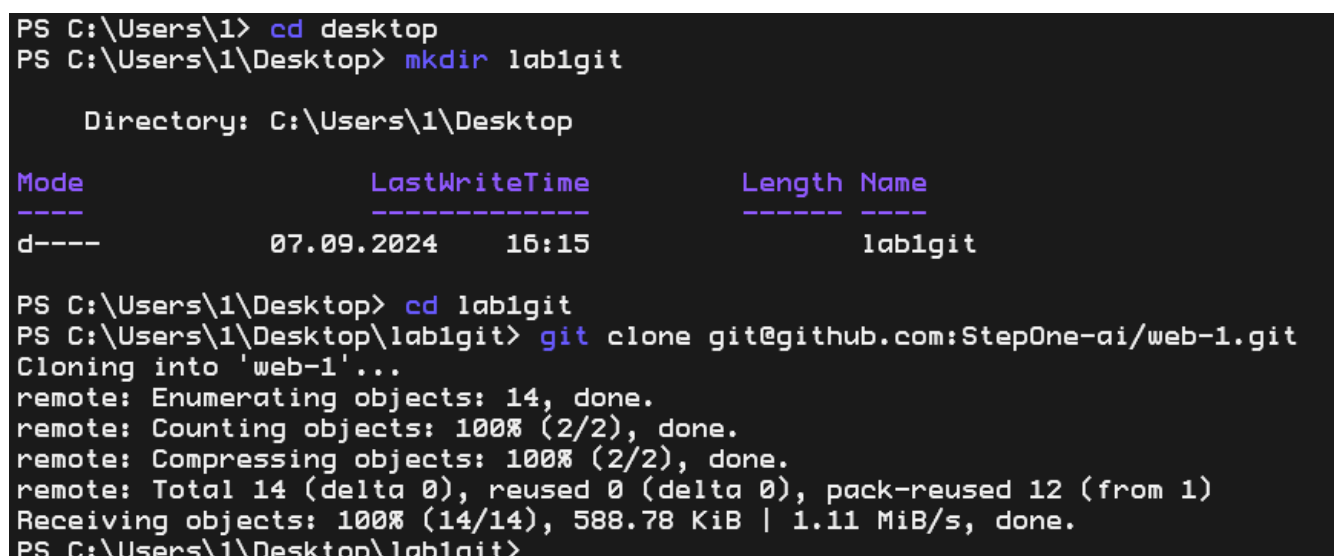 PS C:\Users\1> cd desktop
PS C:\Users\1\Desktop> mkdir lab1git
Directory: C:\Users\1\Desktop
Mode LastWriteTime Length Name
---- ------------- ------ ----
d---- 07.09.2024 16:15 lab1git
PS C:\Users\1\Desktop> cd lab1git
PS C:\Users\1\Desktop\lab1git> git clone git@github.com:StepOne-ai/web-1.git
Cloning into 'web-1'...
remote: Enumerating objects: 14, done.
remote: Counting objects: 100% (2/2), done.
remote: Compressing objects: 100% (2/2), done.
remote: Total 14 (delta 0), reused 0 (delta 0), pack-reused 12 (from 1)
Receiving objects: 100% (14/14), 588.78 KiB | 1.11 MiB/s, done.
PS C:\Users\1\Desktop\lab1git>